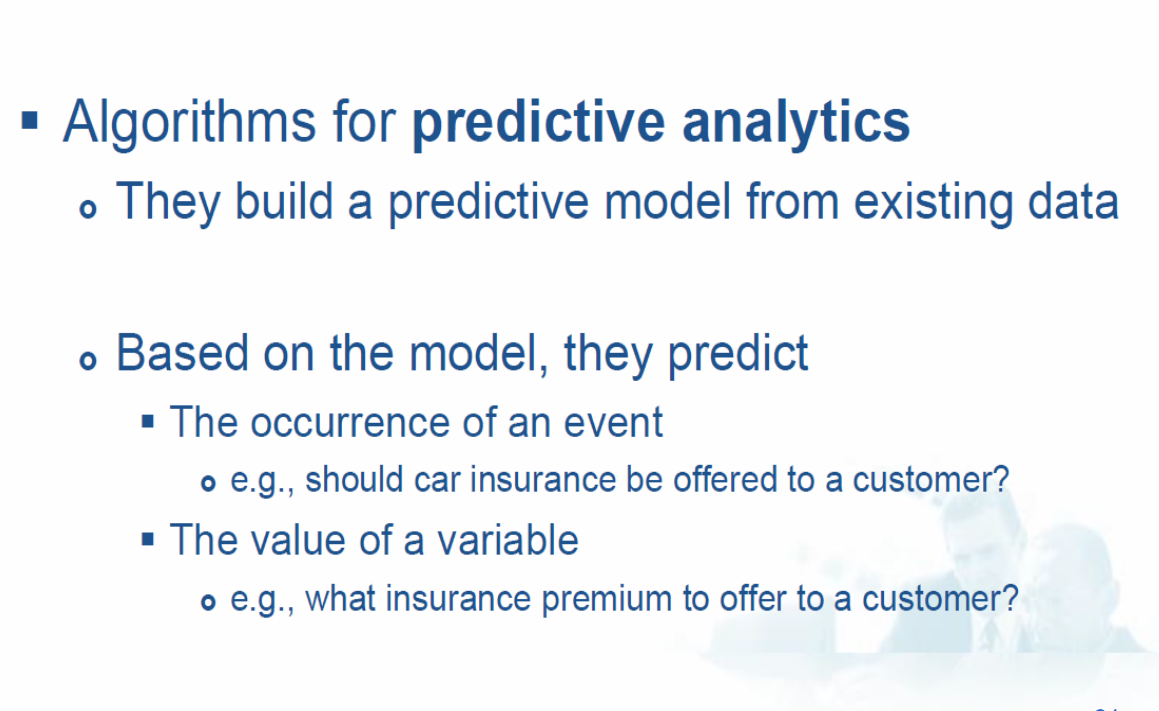 ▪ Algorithms for predictive analytics
o They build a predictive model from existing data
o Based on the model, they predict
▪ The occurrence of an event
o e.g., should car insurance be offered to a customer?
▪ The value of a variable
o e.g., what insurance premium to offer to a customer?